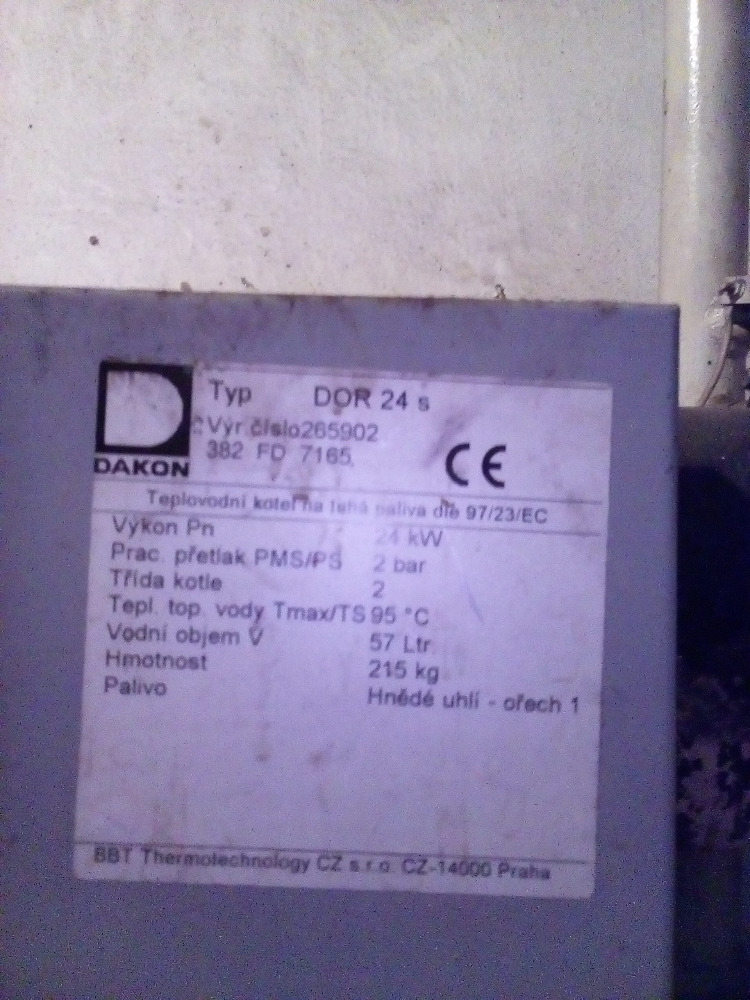 Typ DOR 24 s
Výr číslo265902
382 FD 7165
DAKON
CE
Teplovodní kotel na tuhá paliva dle 97/23/EC
Výkon Pn 24 kW
Prac. přetlak PMS/PS 2 bar
Třída kotle 2
Tepl. top. vody Tmax/TS 95 °C
Vodní objem V 57 Ltr.
Hmotnost 215 kg
Palivo Hnědé uhlí - ořech 1
BBT Thermotechnology CZ s.r.o. CZ-14000 Praha